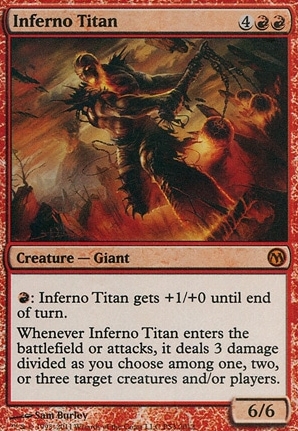 Inferno Titan 4
Creature — Giant
: Inferno Titan gets +1/+0 until end
of turn.
Whenever Inferno Titan enters the
battlefield or attacks, it deals 3 damage
divided as you choose among one, two,
or three target creatures and/or players.
Sam Burley
6/6